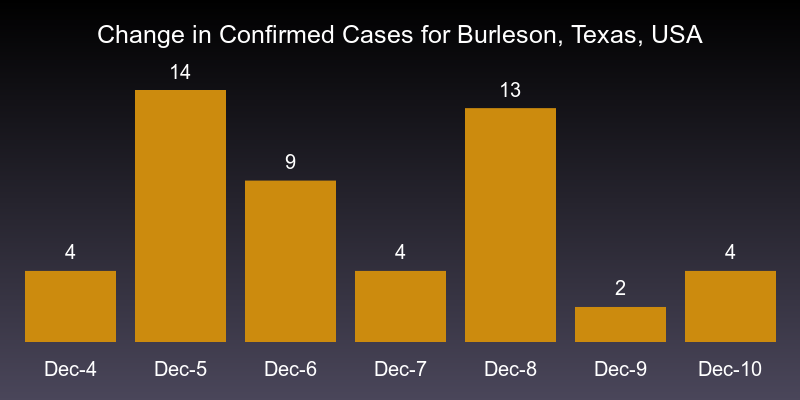 Change in Confirmed Cases for Burleson, Texas, USA
14
13
9
4
4
4
2
Dec-4
Dec-5
Dec-6
Dec-7
Dec-8
Dec-9
Dec-10